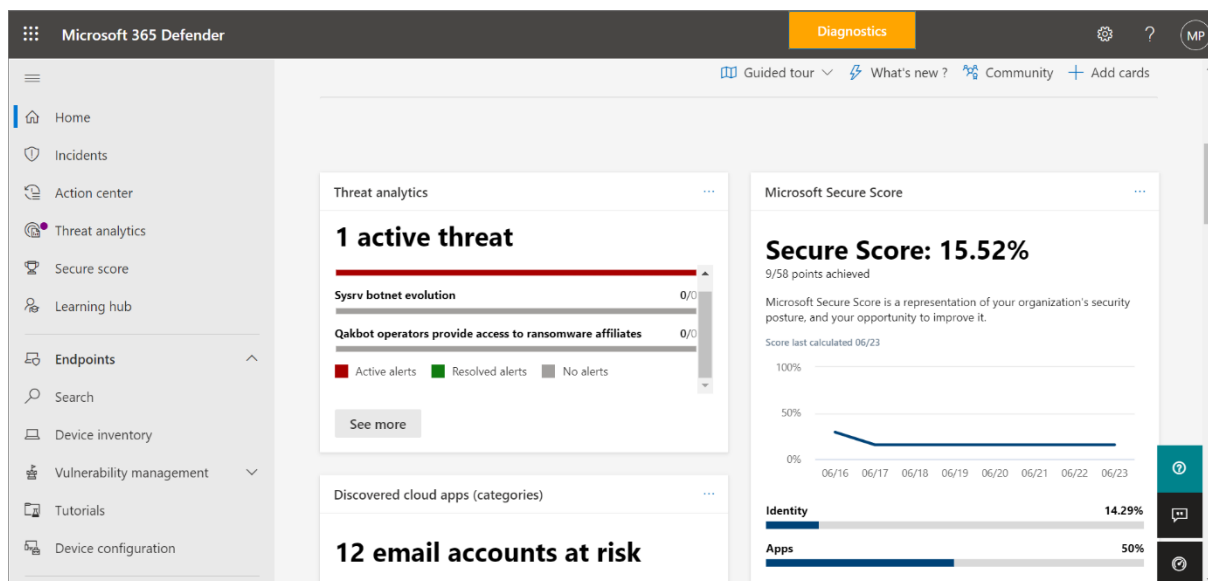 Microsoft 365 Defender
Diagnostics
?
MP
Guided tour
What's new ?
Community
Add cards
Home
Incidents
Action center
Threat analytics
Secure score
Learning hub
Endpoints
Search
Device inventory
Vulnerability management
Tutorials
Device configuration
Threat analytics
1 active threat
Sysrv botnet evolution 0/0
Qakbot operators provide access to ransomware affiliates 0/0
Active alerts Resolved alerts No alerts
See more
Discovered cloud apps (categories)
12 email accounts at risk
Microsoft Secure Score
Secure Score: 15.52%
9/58 points achieved
Microsoft Secure Score is a representation of your organization's security
posture, and your opportunity to improve it.
Score last calculated 06/23
100%
50%
0%
06/16 06/17 06/18 06/19 06/20 06/21 06/22 06/23
Identity 14.29%
Apps 50%